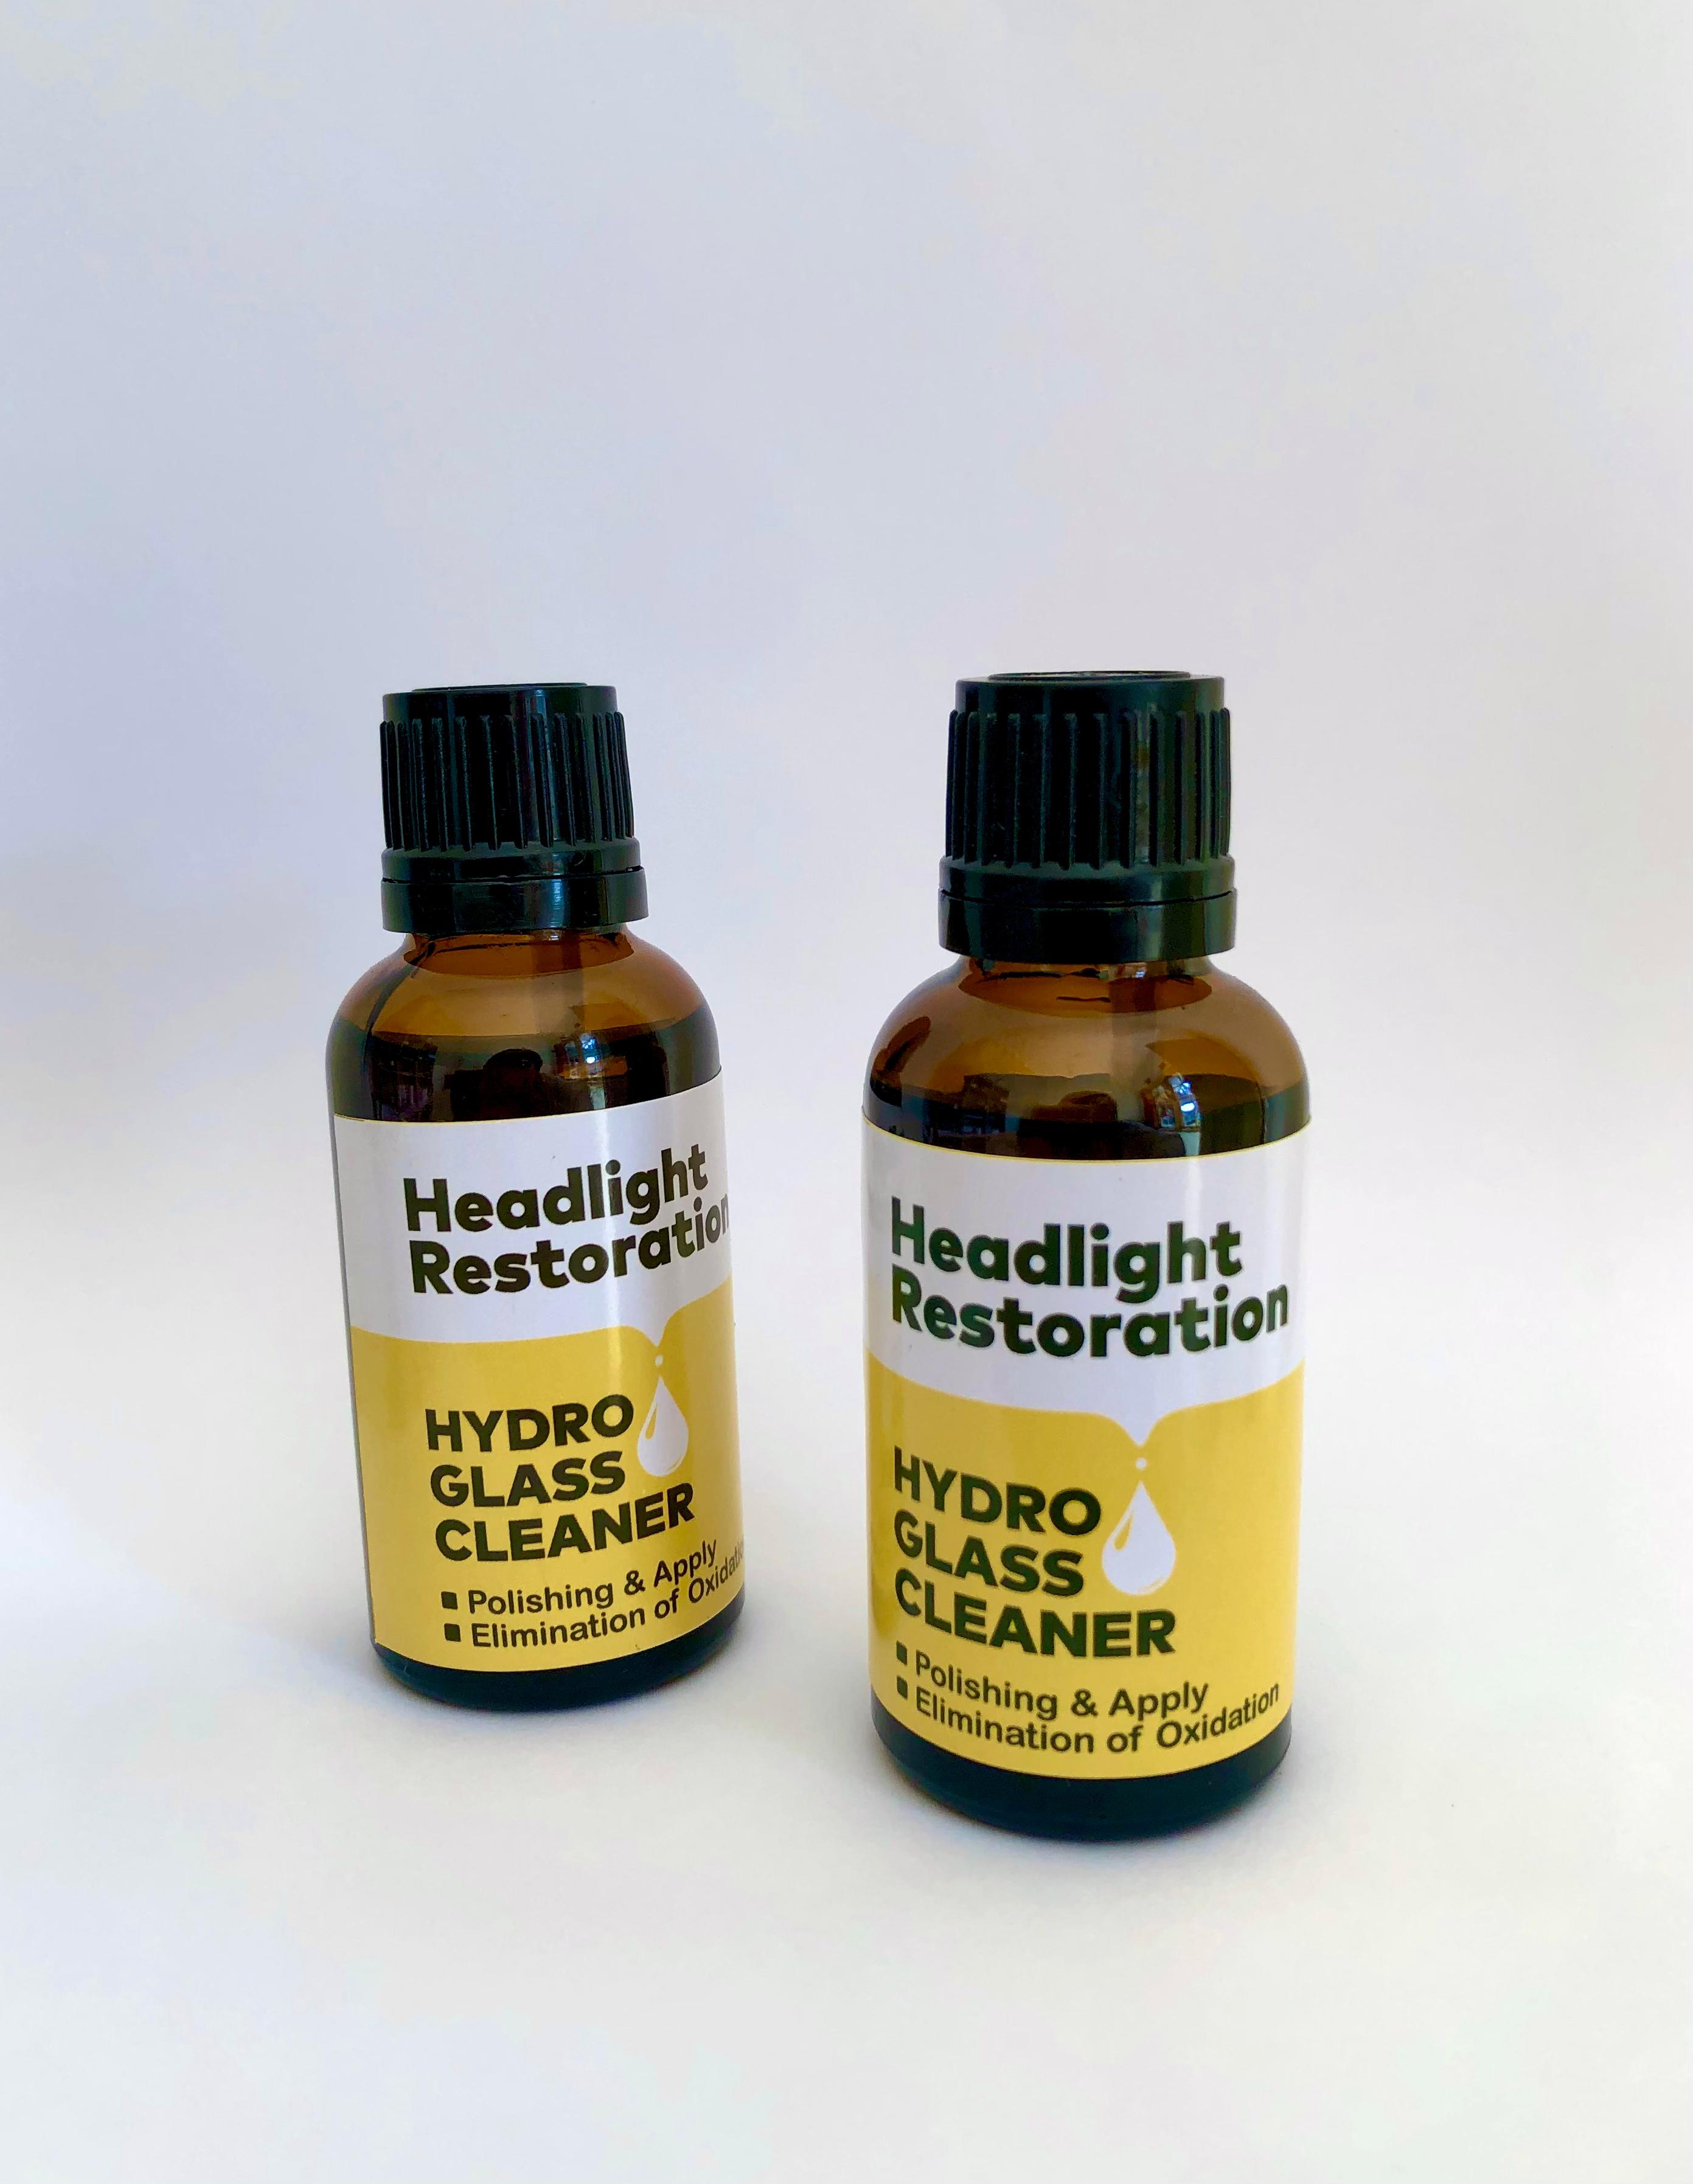 Headlight
Restoration
HYDRO
GLASS
CLEANER
▪ Polishing & Apply
▪ Elimination of Oxidation
Headlight
Restoration
HYDRO
GLASS
CLEANER
▪ Polishing & Apply
▪ Elimination of Oxidation